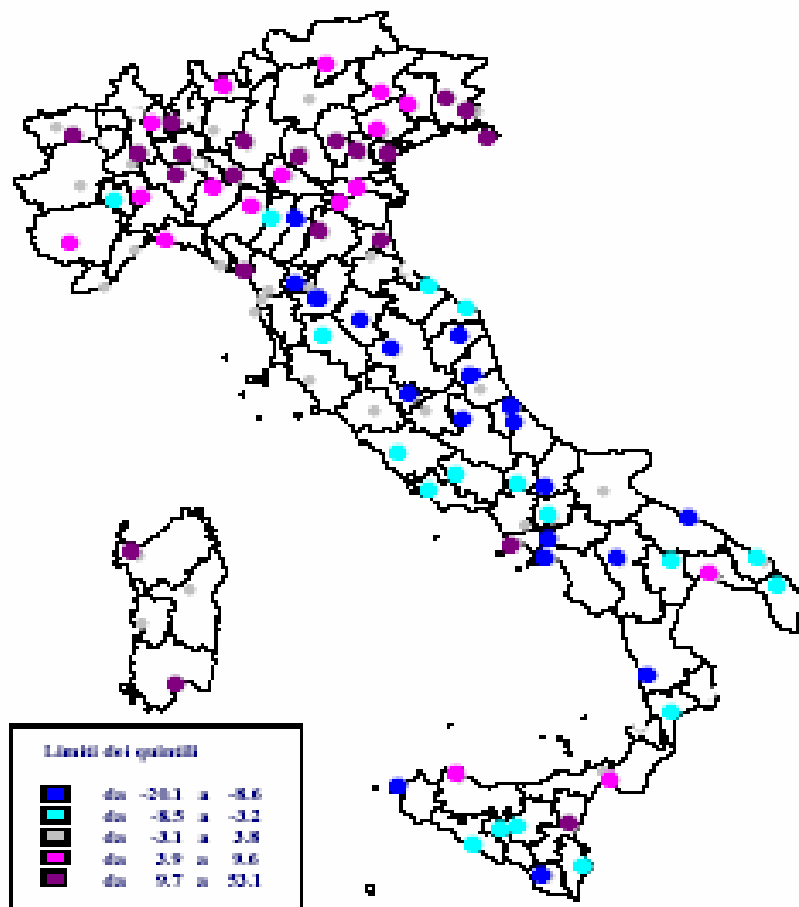 Limiti dei quintili
da -20.1 a -8.6
da -8.5 a -3.2
da -3.1 a 3.8
da 3.9 a 9.6
da 9.7 a 53.1